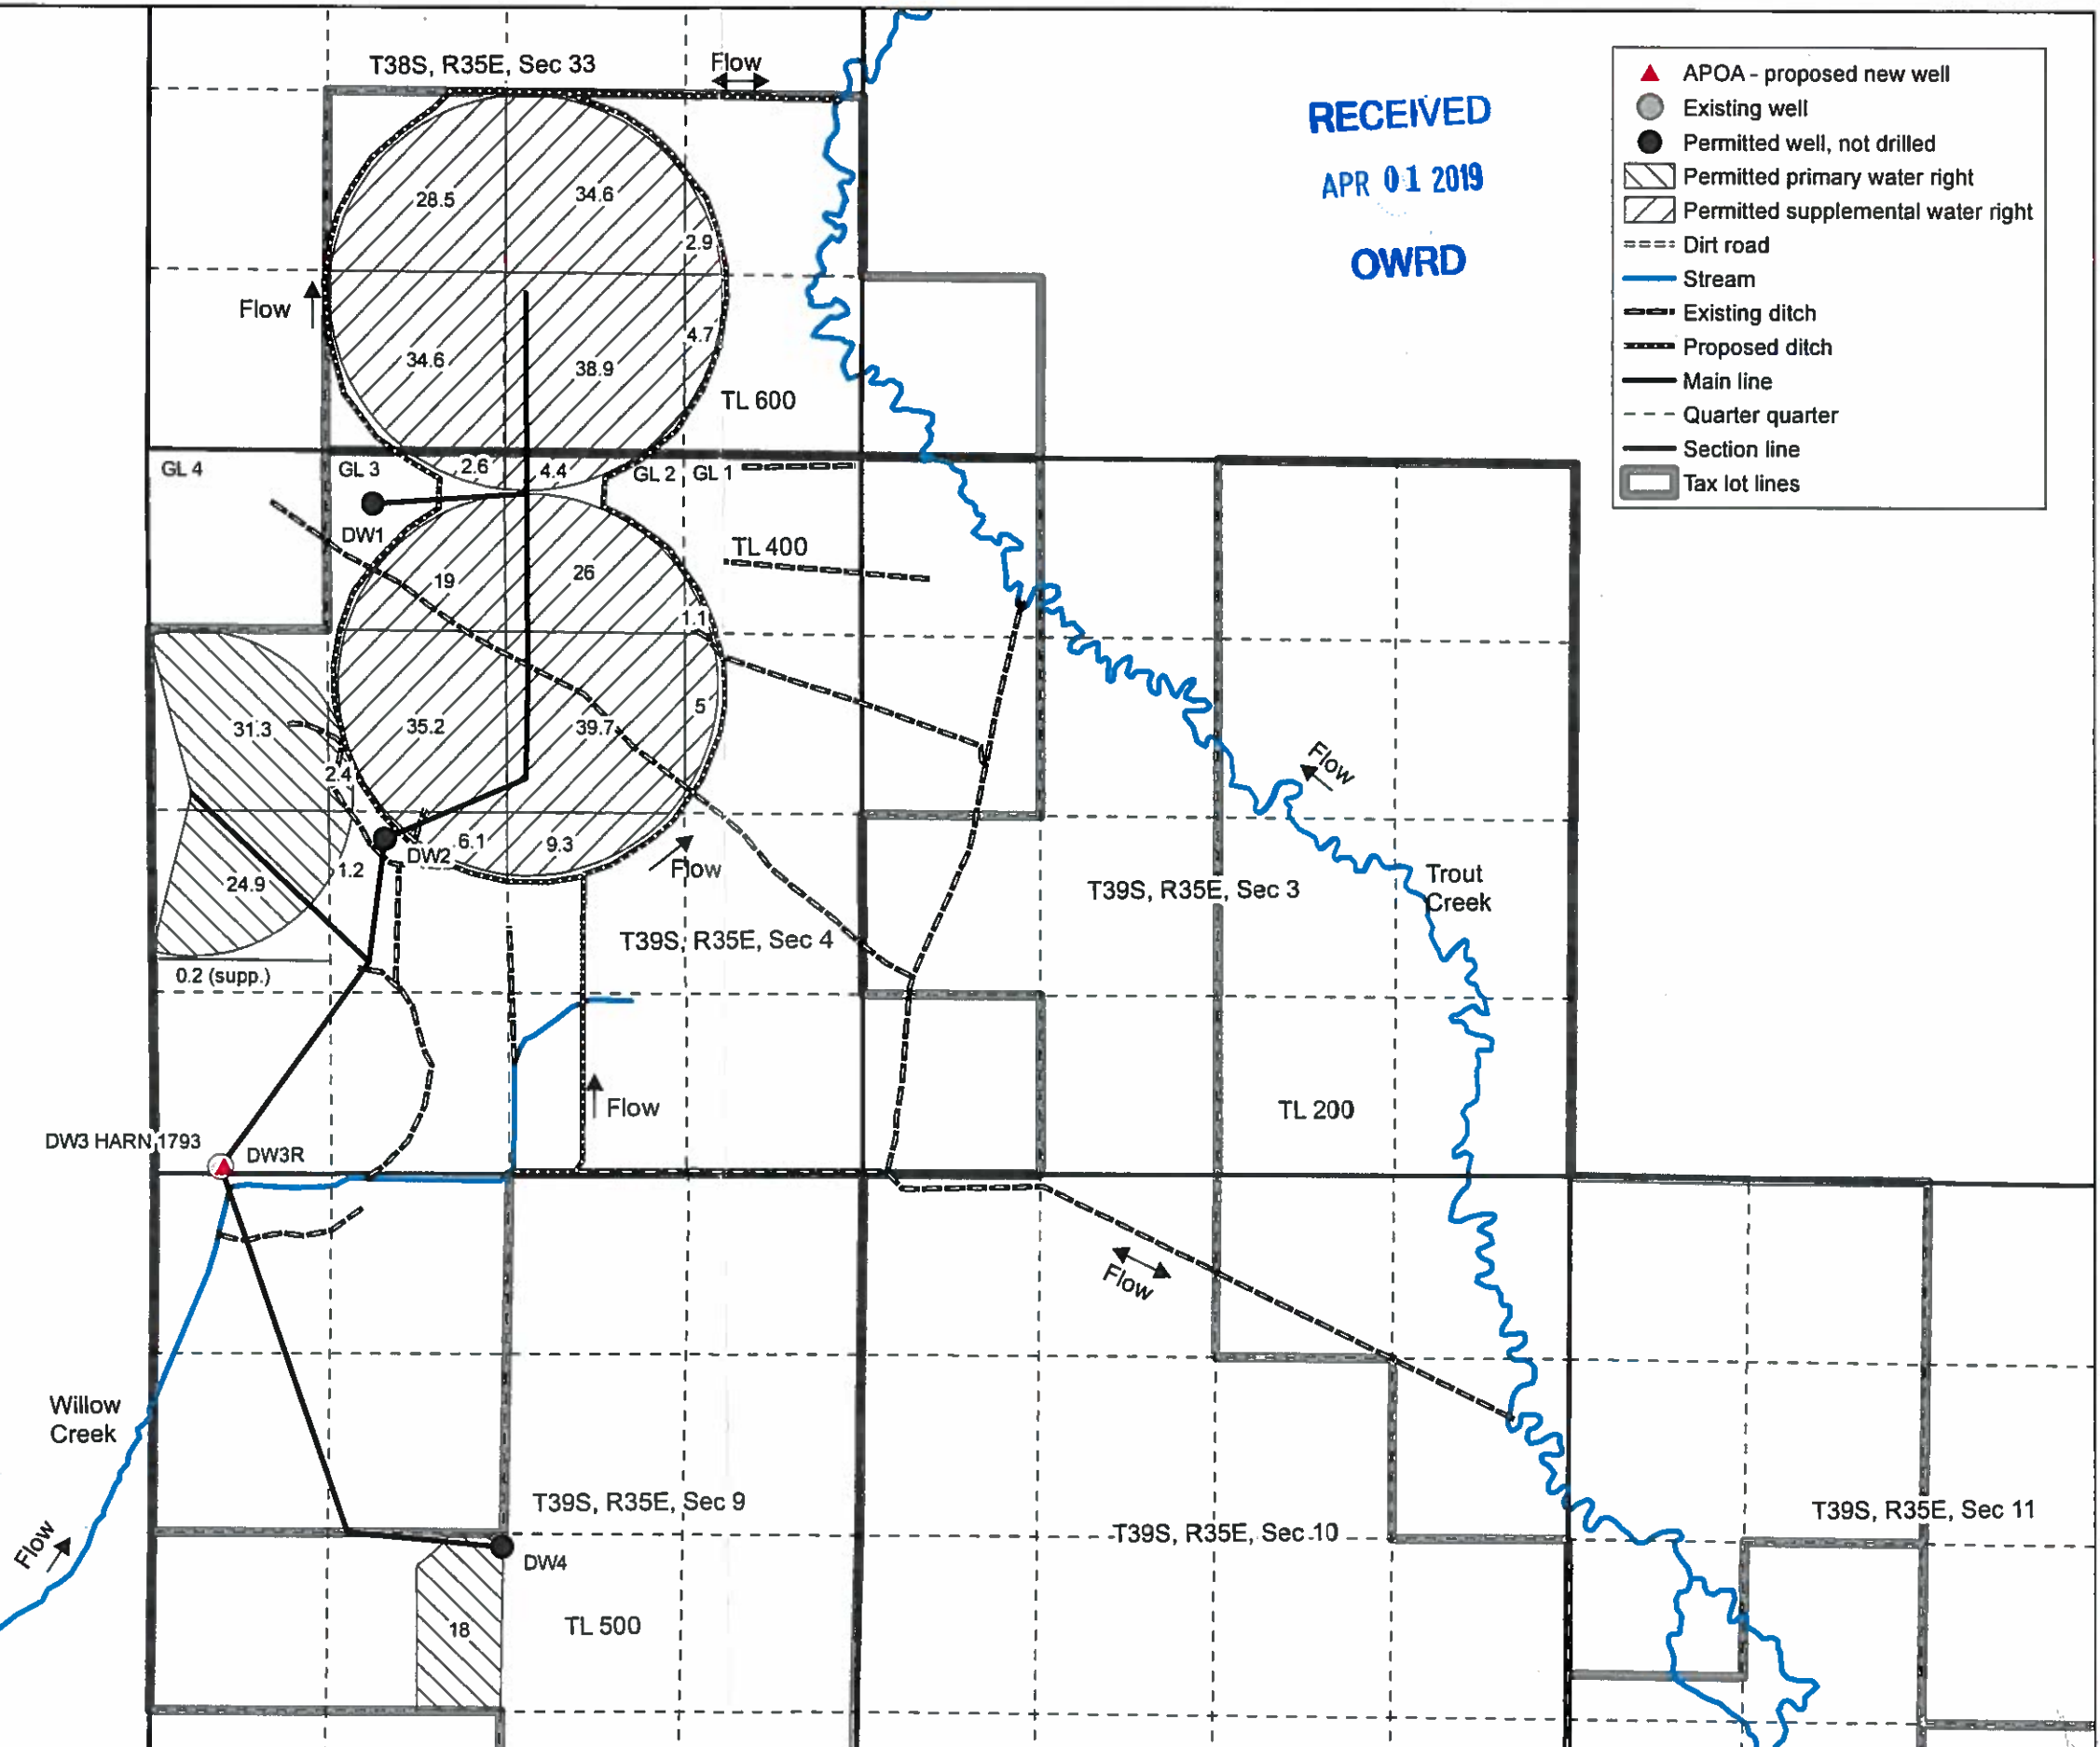 T38S, R35E, Sec 33
Flow
RECEIVED
APR 01 2019
OWRD
APOA - proposed new well
Existing well
Permitted well, not drilled
Permitted primary water right
Permitted supplemental water right
Dirt road
Stream
Existing ditch
Proposed ditch
Main line
Quarter quarter
Section line
Tax lot lines
28.5
34.6
2.9
Flow
34.6
38.9
4.7
TL 600
GL 4
GL 3
2.6
4.4
GL 2
GL 1
DW1
TL 400
19
26
1.1
31.3
35.2
39.7
5
2.4
Flow
6.1
9.3
DW2
1.2
Flow
24.9
Trout
Creek
T39S, R35E, Sec 3
T39S, R35E, Sec 4
0.2 (supp.)
Flow
TL 200
DW3 HARN 1793
DW3R
Flow
Willow
Creek
T39S, R35E, Sec 9
T39S, R35E, Sec 10
T39S, R35E, Sec 11
Flow
DW4
18
TL 500